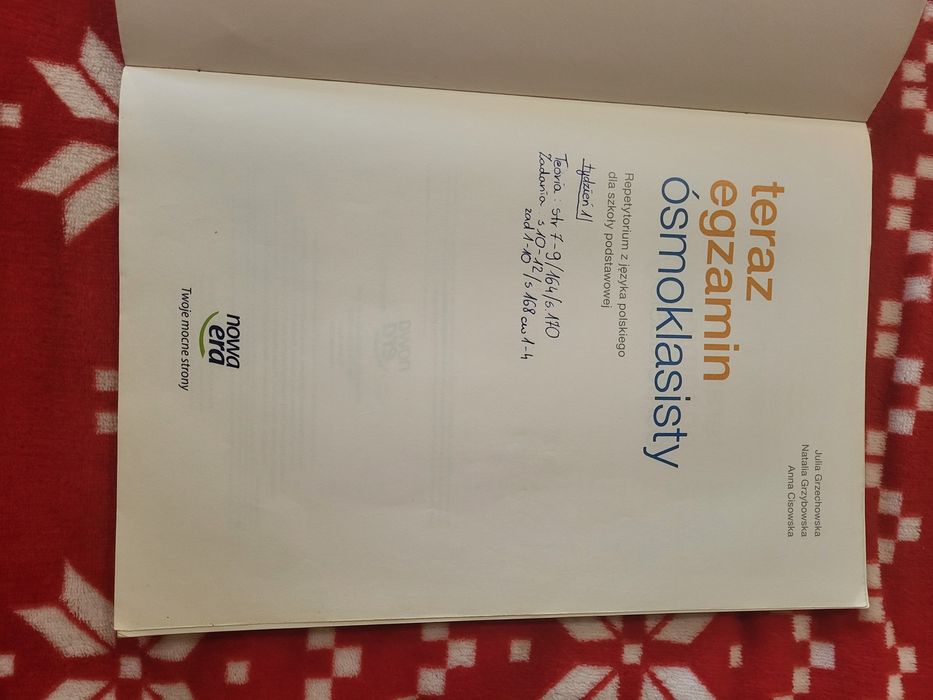 Julia Grzechowska
Natalia Grzybowska
Anna Cisowska
teraz
egzamin
ósmoklasisty
Repetytorium z języka polskiego
dla szkoły podstawowej
tydzień 1
Teoria: str 7-9/164/s 170
Zadania s 10-12
zad 1-10/s 168 ćw 1-4
nowa
era
Twoje mocne strony